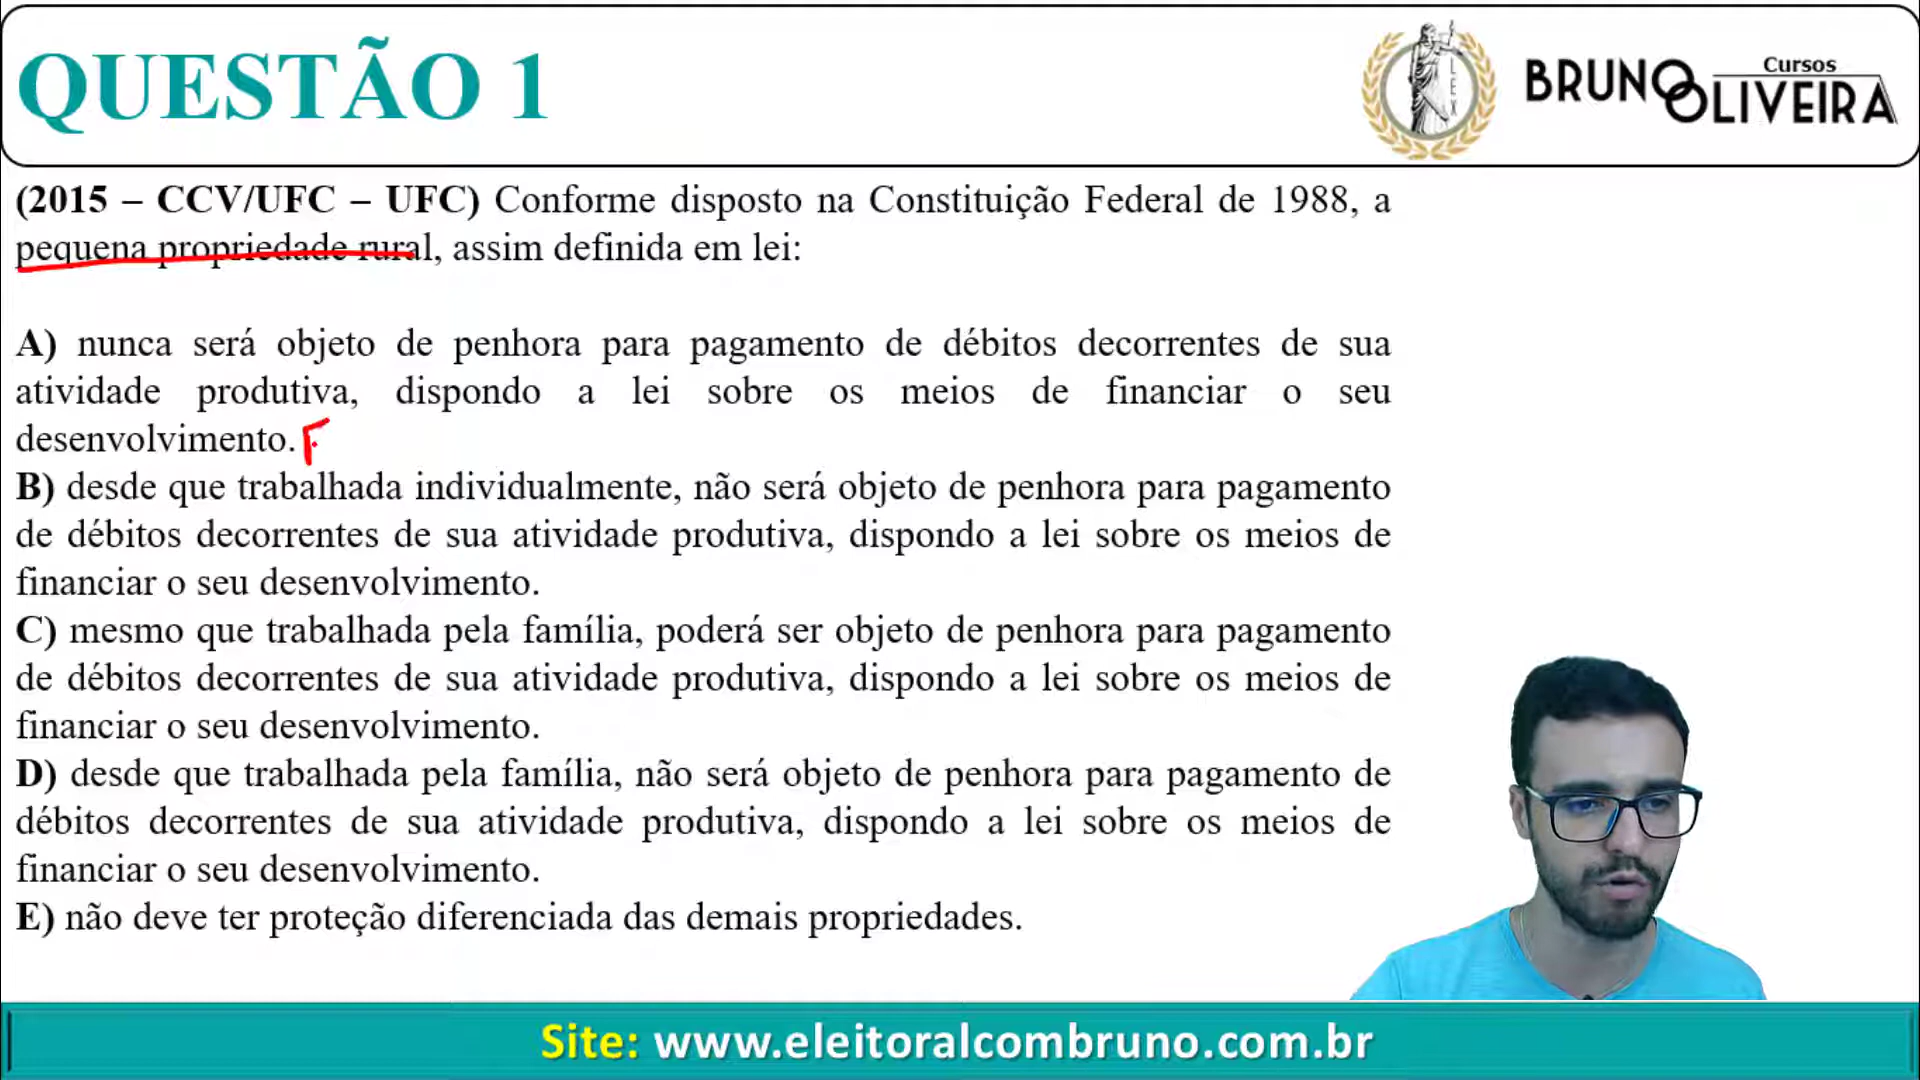 QUESTÃO 1
LEX
Cursos
BRUNO OLIVEIRA
(2015 – CCV/UFC – UFC) Conforme disposto na Constituição Federal de 1988, a
pequena propriedade rural, assim definida em lei:
A) nunca será objeto de penhora para pagamento de débitos decorrentes de sua
atividade produtiva, dispondo a lei sobre os meios de financiar o seu
desenvolvimento. F
B) desde que trabalhada individualmente, não será objeto de penhora para pagamento
de débitos decorrentes de sua atividade produtiva, dispondo a lei sobre os meios de
financiar o seu desenvolvimento.
C) mesmo que trabalhada pela família, poderá ser objeto de penhora para pagamento
de débitos decorrentes de sua atividade produtiva, dispondo a lei sobre os meios de
financiar o seu desenvolvimento.
D) desde que trabalhada pela família, não será objeto de penhora para pagamento de
débitos decorrentes de sua atividade produtiva, dispondo a lei sobre os meios de
financiar o seu desenvolvimento.
E) não deve ter proteção diferenciada das demais propriedades.
Site: www.eleitoralcombruno.com.br